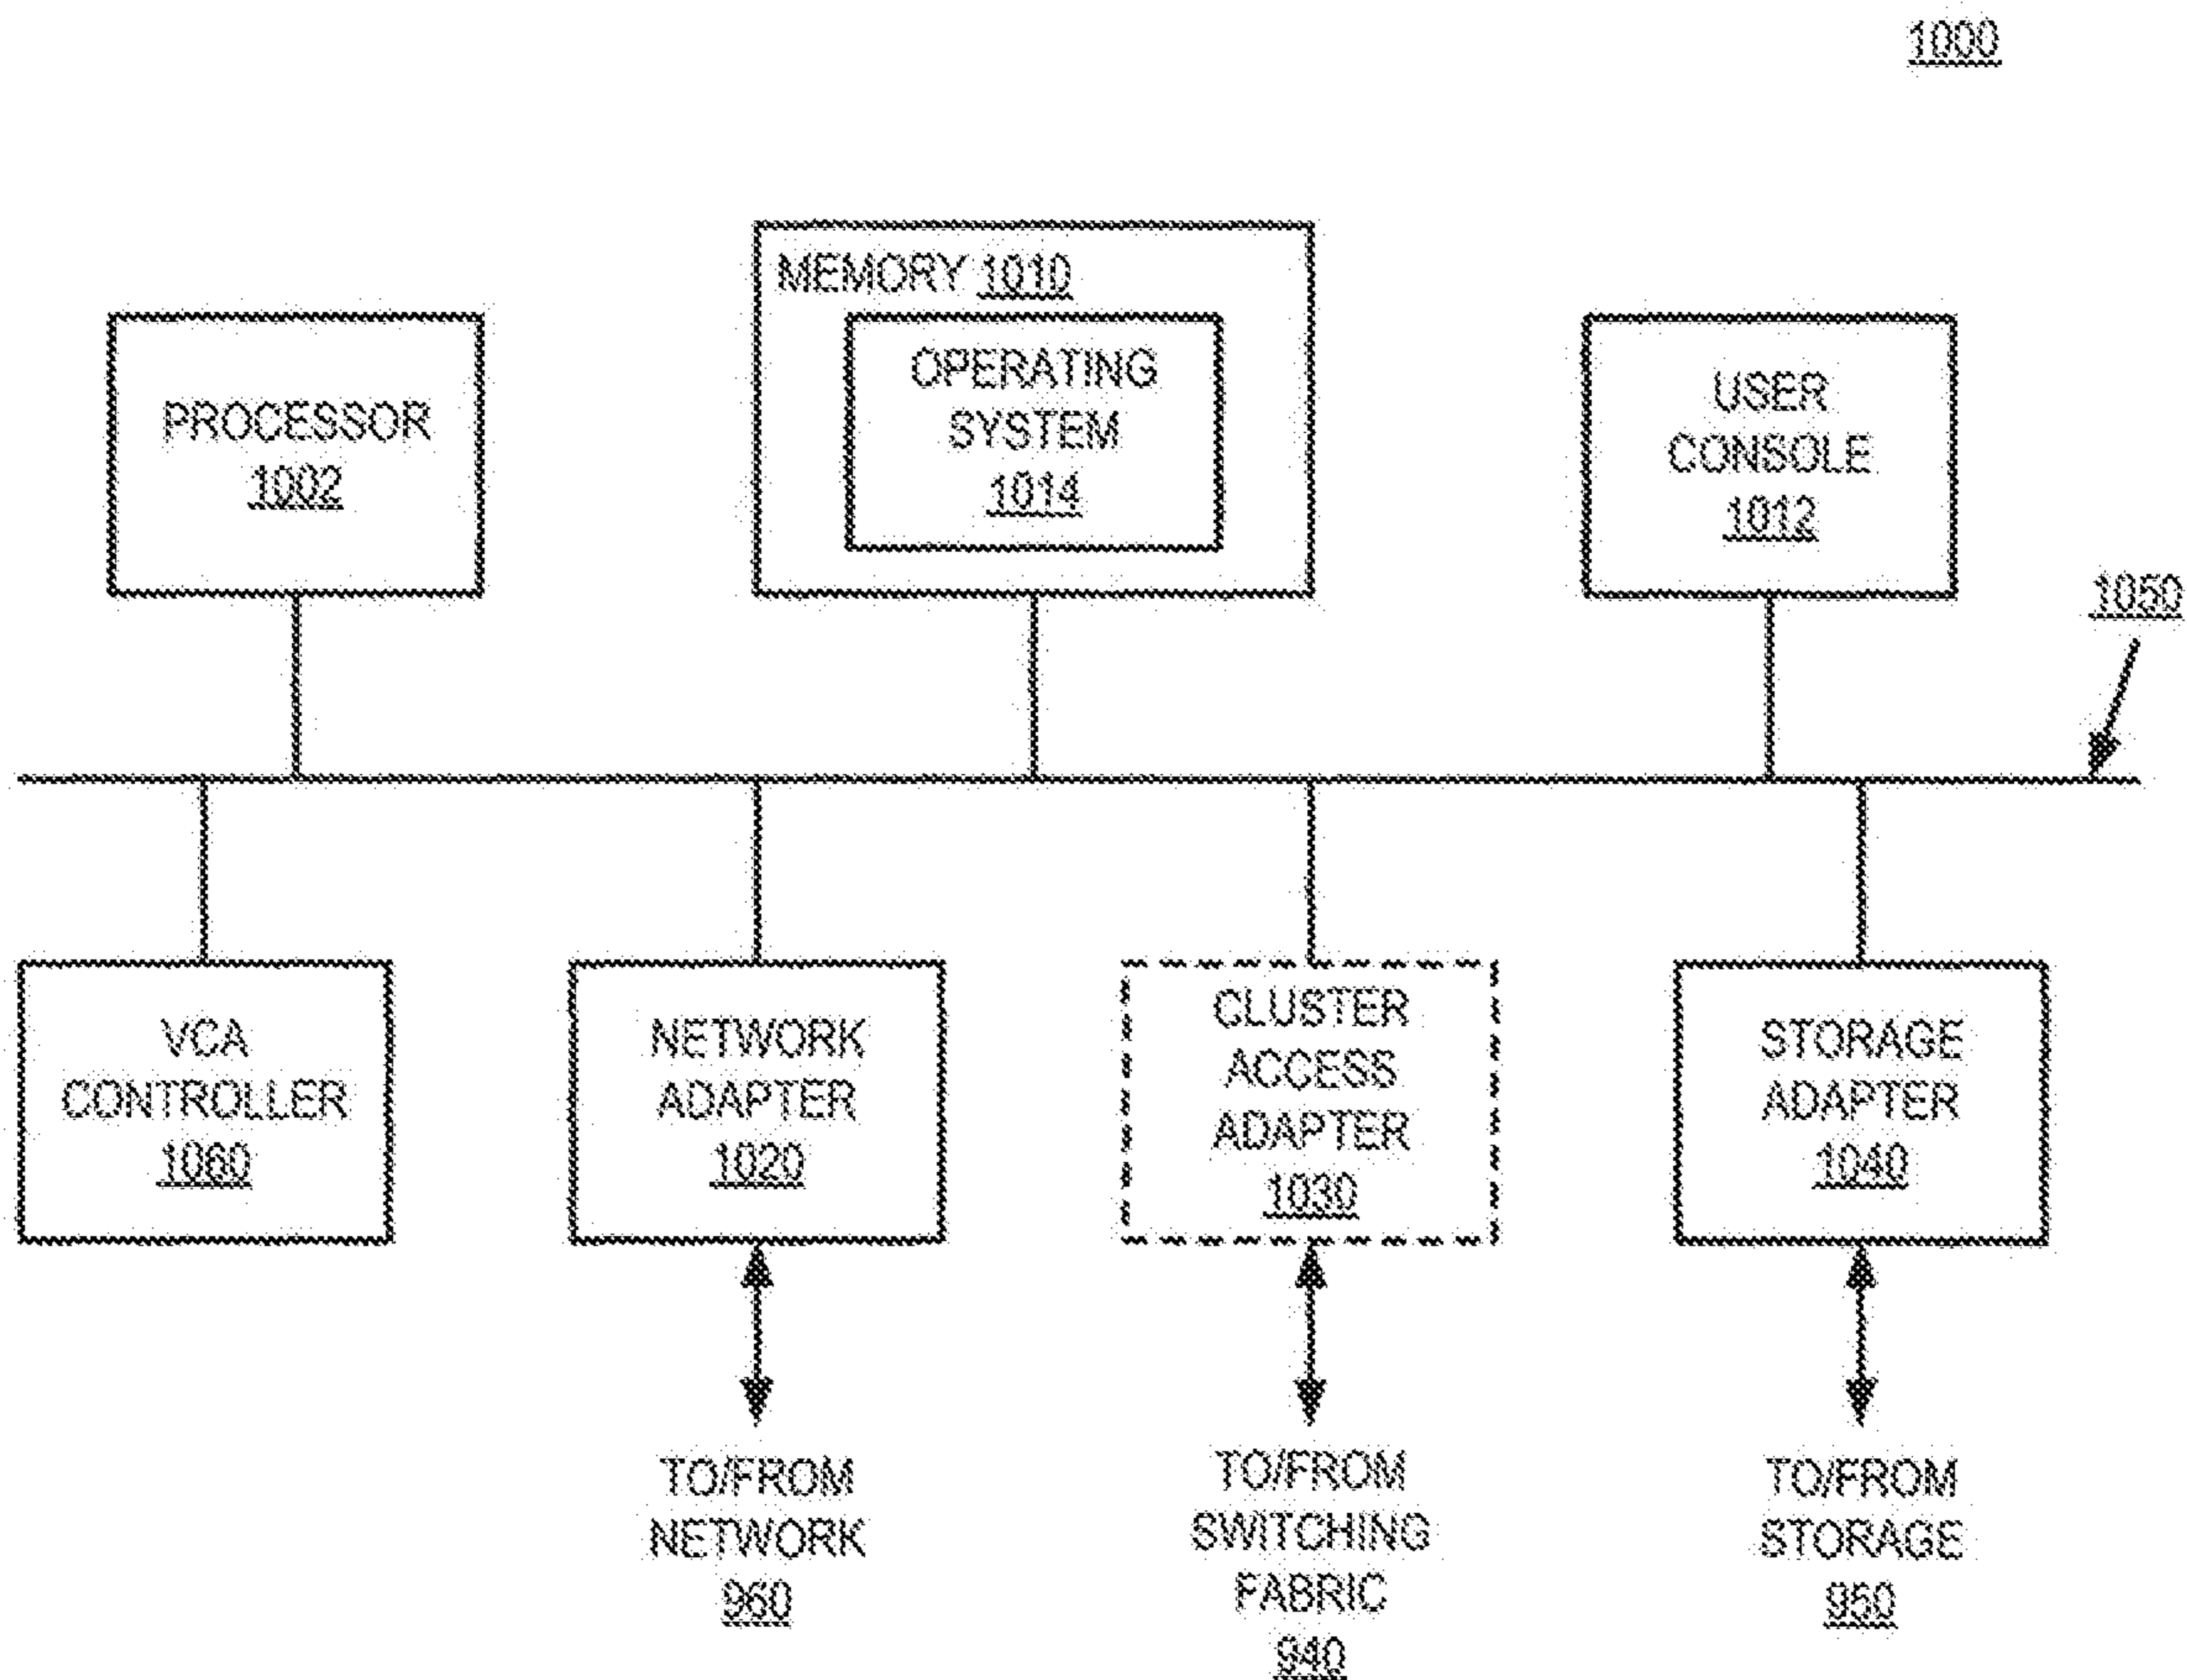 1000
MEMORY 1010
OPERATING
SYSTEM
1014
PROCESSOR
1002
USER
CONSOLE
1012
1050
VCA
CONTROLLER
1060
NETWORK
ADAPTER
1020
CLUSTER
ACCESS
ADAPTER
1030
STORAGE
ADAPTER
1040
TO/FROM
NETWORK
960
TO/FROM
SWITCHING
FABRIC
940
TO/FROM
STORAGE
950